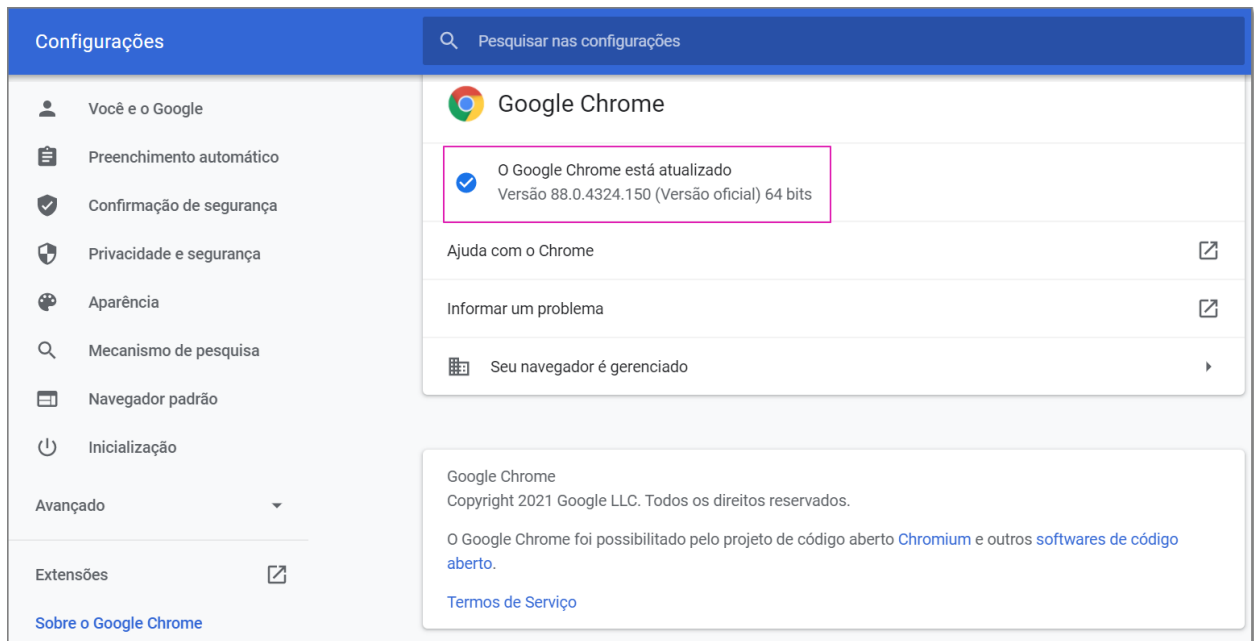 Configurações
Pesquisar nas configurações
Você e o Google
Preenchimento automático
Confirmação de segurança
Privacidade e segurança
Aparência
Mecanismo de pesquisa
Navegador padrão
Inicialização
Avançado
Extensões
Sobre o Google Chrome
Google Chrome
O Google Chrome está atualizado
Versão 88.0.4324.150 (Versão oficial) 64 bits
Ajuda com o Chrome
Informar um problema
Seu navegador é gerenciado
Google Chrome
Copyright 2021 Google LLC. Todos os direitos reservados.
O Google Chrome foi possibilitado pelo projeto de código aberto Chromium e outros softwares de código
aberto.
Termos de Serviço